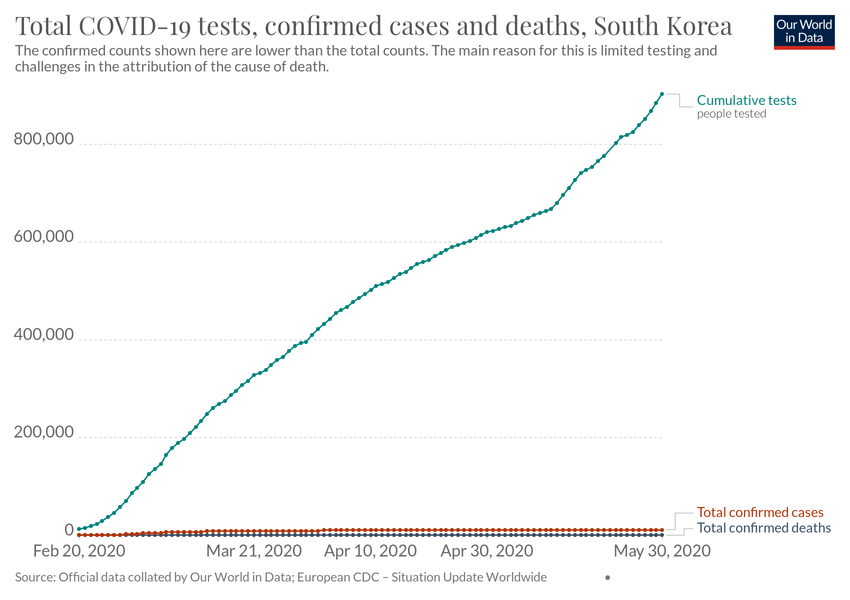 Total COVID-19 tests, confirmed cases and deaths, South Korea
Our World
in Data
The confirmed counts shown here are lower than the total counts. The main reason for this is limited testing and
challenges in the attribution of the cause of death.
Cumulative tests
people tested
800,000
600,000
400,000
200,000
0
Total confirmed cases
Total confirmed deaths
Feb 20, 2020
Mar 21, 2020
Apr 10, 2020
Apr 30, 2020
May 30, 2020
Source: Official data collated by Our World in Data; European CDC – Situation Update Worldwide •